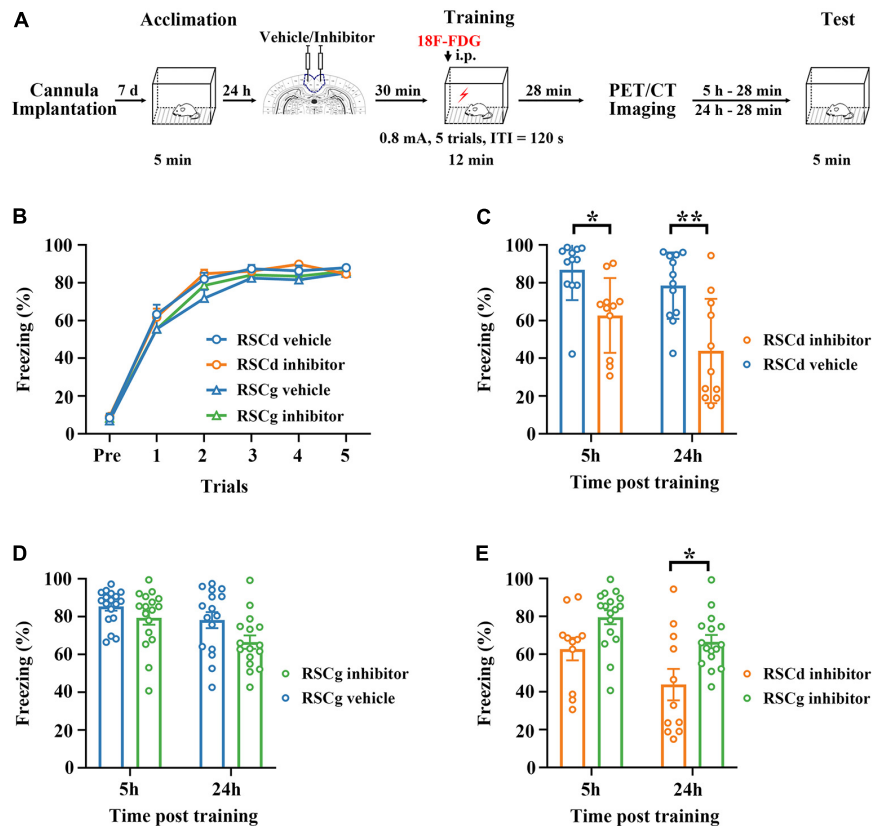 A
Acclimation
Training
Test
Vehicle/Inhibitor
18F-FDG
i.p.
Cannula
Implantation
7 d
24 h
30 min
28 min
PET/CT
Imaging
5 h - 28 min
24 h - 28 min
0.8 mA, 5 trials, ITI = 120 s
5 min
12 min
5 min
B
Freezing (%)
100
80
60
40
20
0
Pre 1 2 3 4 5
Trials
RSCd vehicle
RSCd inhibitor
RSCg vehicle
RSCg inhibitor
C
Freezing (%)
100
80
60
40
20
0
* **
5h 24h
Time post training
RSCd inhibitor
RSCd vehicle
D
Freezing (%)
100
80
60
40
20
0
5h 24h
Time post training
RSCg inhibitor
RSCg vehicle
E
Freezing (%)
100
80
60
40
20
0
*
5h 24h
Time post training
RSCd inhibitor
RSCg inhibitor